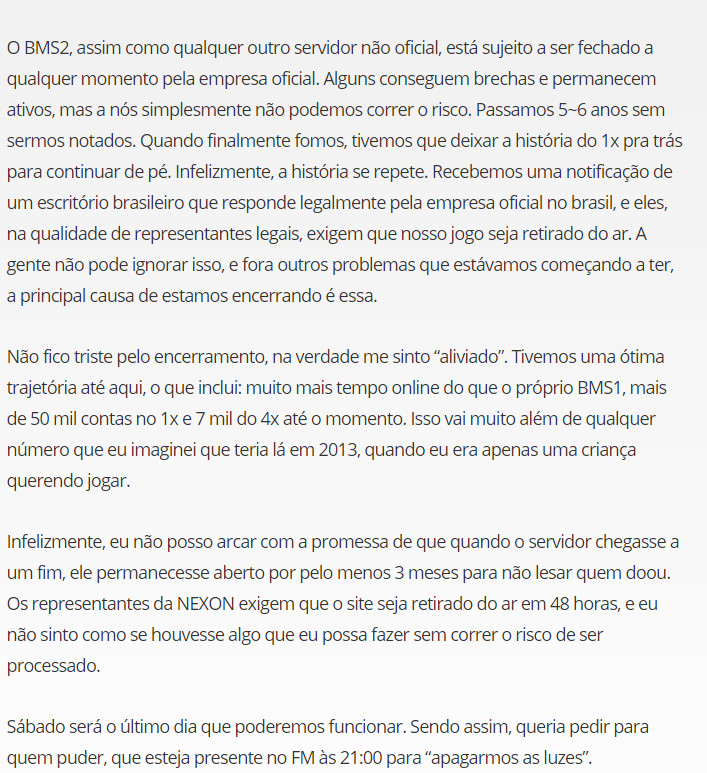 O BMS2, assim como qualquer outro servidor não oficial, está sujeito a ser fechado a
qualquer momento pela empresa oficial. Alguns conseguem brechas e permanecem
ativos, mas a nós simplesmente não podemos correr o risco. Passamos 5~6 anos sem
sermos notados. Quando finalmente fomos, tivemos que deixar a história do 1x pra trás
para continuar de pé. Infelizmente, a história se repete. Recebemos uma notificação de
um escritório brasileiro que responde legalmente pela empresa oficial no brasil, e eles,
na qualidade de representantes legais, exigem que nosso jogo seja retirado do ar. A
gente não pode ignorar isso, e fora outros problemas que estávamos começando a ter,
a principal causa de estamos encerrando é essa.
Não fico triste pelo encerramento, na verdade me sinto “aliviado”. Tivemos uma ótima
trajetória até aqui, o que inclui: muito mais tempo online do que o próprio BMS1, mais
de 50 mil contas no 1x e 7 mil do 4x até o momento. Isso vai muito além de qualquer
número que eu imaginei que teria lá em 2013, quando eu era apenas uma criança
querendo jogar.
Infelizmente, eu não posso arcar com a promessa de que quando o servidor chegasse a
um fim, ele permanecesse aberto por pelo menos 3 meses para não lesar quem doou.
Os representantes da NEXON exigem que o site seja retirado do ar em 48 horas, e eu
não sinto como se houvesse algo que eu possa fazer sem correr o risco de ser
processado.
Sábado será o último dia que poderemos funcionar. Sendo assim, queria pedir para
quem puder, que esteja presente no FM às 21:00 para “apagarmos as luzes”.